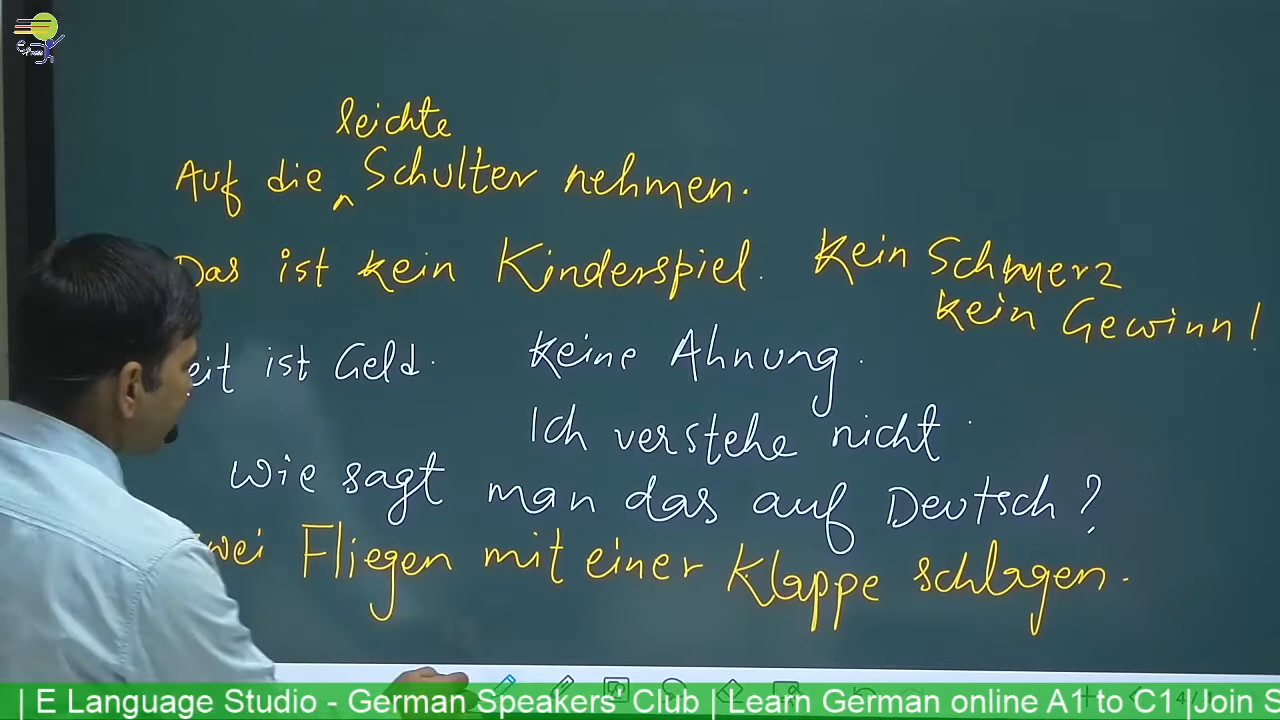 leichte
Auf die ^ Schulter nehmen.
Das ist kein Kinderspiel. Kein Schmerz
kein Gewinn!
eit ist Geld. Keine Ahnung.
Ich verstehe nicht.
Wie sagt man das auf Deutsch?
wei Fliegen mit einer Klappe schlagen.
| E Language Studio - German Speakers' Club | Learn German online A1 to C1 | Join S